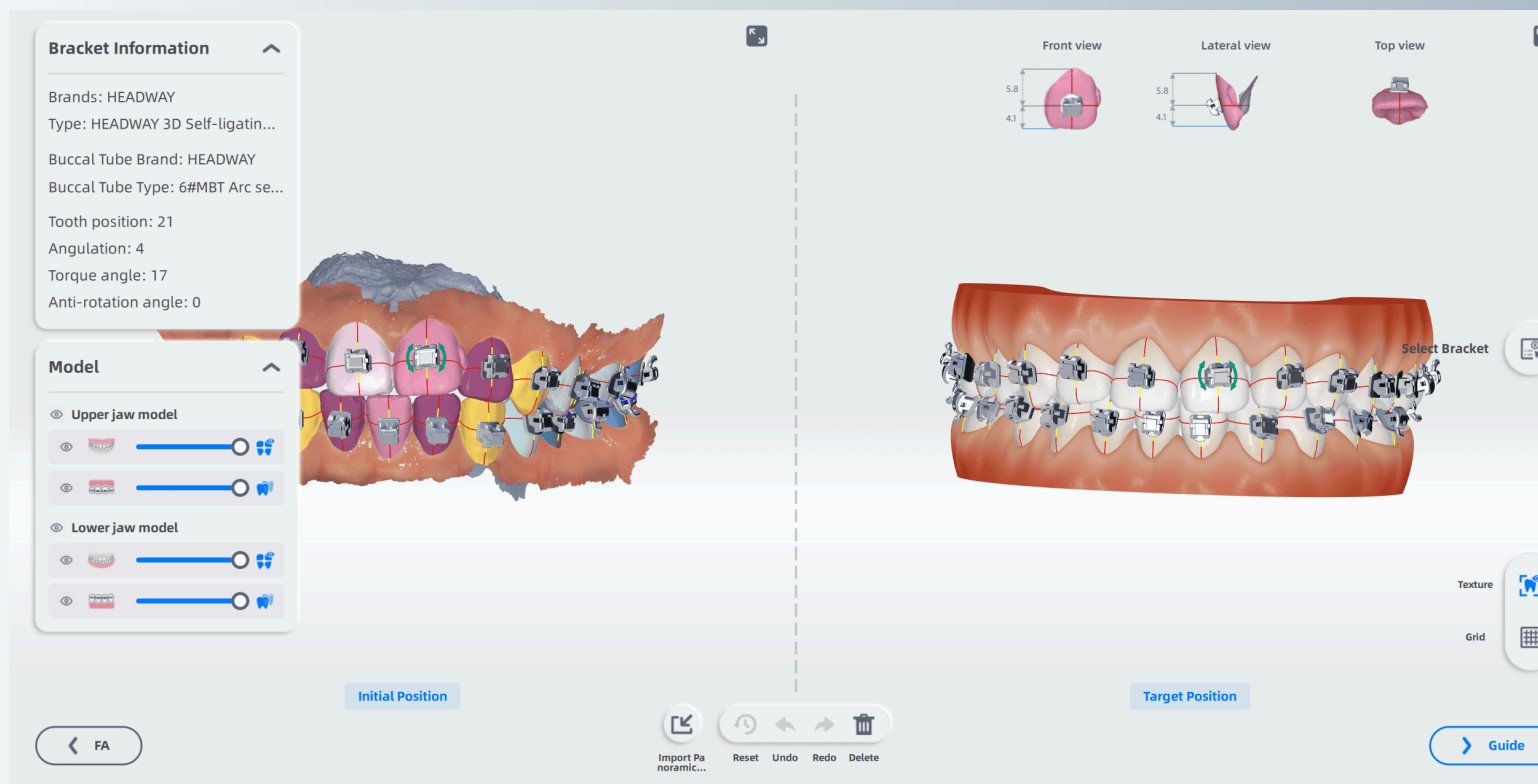 Bracket Information
Brands: HEADWAY
Type: HEADWAY 3D Self-ligatin...
Buccal Tube Brand: HEADWAY
Buccal Tube Type: 6#MBT Arc se...
Tooth position: 21
Angulation: 4
Torque angle: 17
Anti-rotation angle: 0
Model
Upper jaw model
Lower jaw model
Initial Position
FA
Import Pa
noramic...
Reset
Undo
Redo
Delete
Front view
Lateral view
Top view
5.8
4.1
5.8
4.1
Select Bracket
Texture
Grid
Target Position
Guide